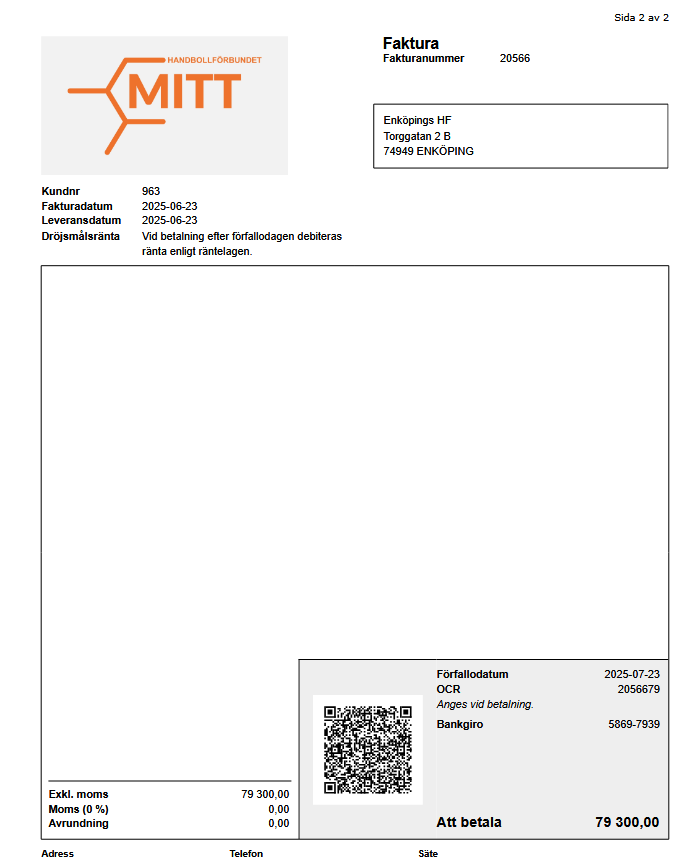 Sida 2 av 2
HANDBOLLFÖRBUNDET
MITT
Faktura
Fakturanummer 20566
Enköpings HF
Torggatan 2 B
74949 ENKÖPING
Kundnr 963
Fakturadatum 2025-06-23
Leveransdatum 2025-06-23
Dröjsmålsränta Vid betalning efter förfallodagen debiteras
ränta enligt räntelagen.
Förfallodatum 2025-07-23
OCR 2056679
Anges vid betalning.
Bankgiro 5869-7939
Exkl. moms 79 300,00
Moms (0 %) 0,00
Avrundning 0,00
Att betala 79 300,00
Adress Telefon Säte